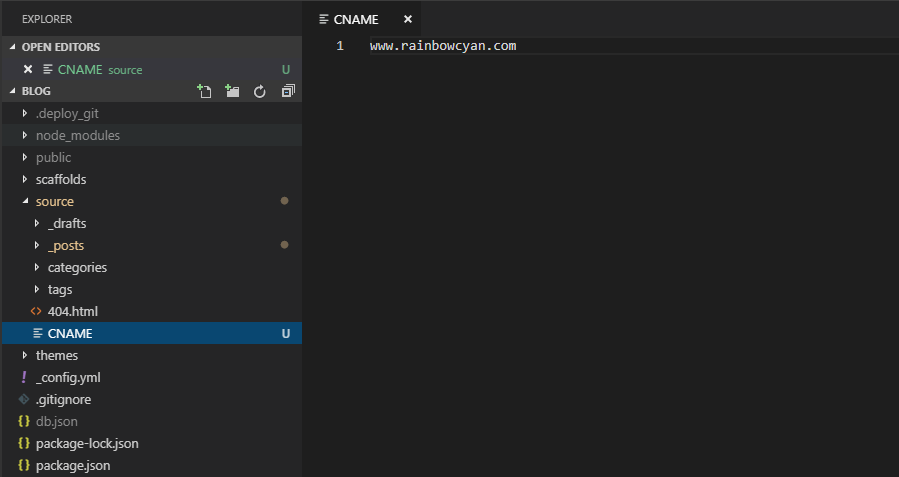 EXPLORER
OPEN EDITORS
CNAME source U
BLOG
.deploy_git
node_modules
public
scaffolds
source
_drafts
_posts
categories
tags
404.html
CNAME U
themes
_config.yml
.gitignore
db.json
package-lock.json
package.json
CNAME
1 www.rainbowcyan.com